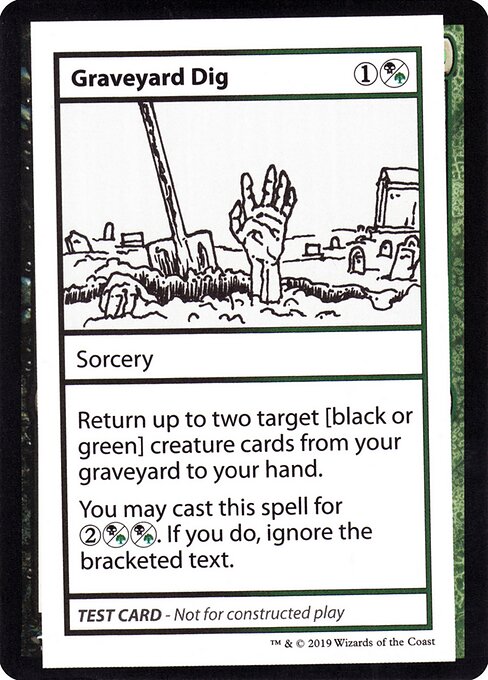 Graveyard Dig 1
Sorcery
Return up to two target [black or
green] creature cards from your
graveyard to your hand.
You may cast this spell for
2. If you do, ignore the
bracketed text.
TEST CARD - Not for constructed play
™ & © 2019 Wizards of the Coast